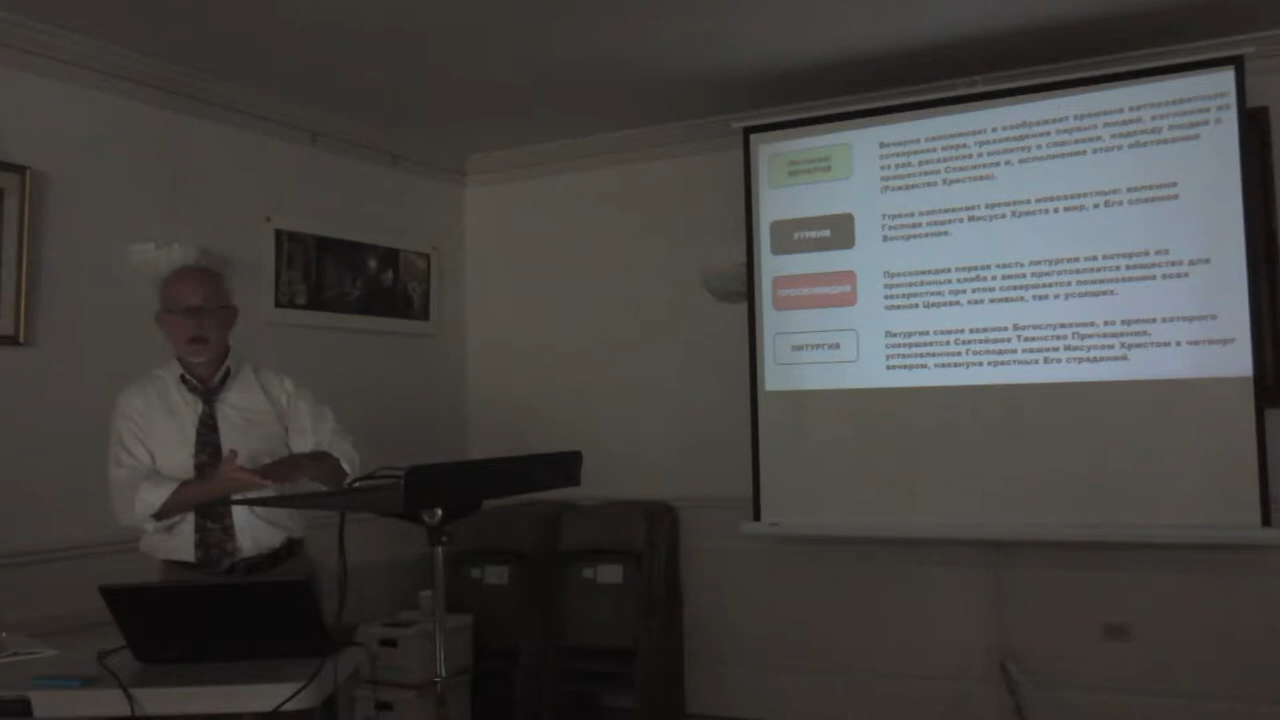 Вечерня напоминает и изображает времена ветхозаветные:
сотворение мира, грехопадение первых людей, изгнание их
из рая, раскаяние и молитву о спасении, надежду людей о
пришествии Спасителя и, исполнение этого обетования
(Рождество Христово).
УТРЕНЯ
Утреня напоминает времена новозаветные: явление
Господа нашего Иисуса Христа в мир, и Его славное
Воскресение.
ПРОСКОМИДИЯ
Проскомидия первая часть литургии на которой из
принесённых хлеба и вина приготовляется вещество для
евхаристии; при этом совершается поминовение всех
членов Церкви, как живых, так и усопших.
ЛИТУРГИЯ
Литургия самое важное Богослужение, во время которого
совершается Святейшее Таинство Причащения,
установленное Господом нашим Иисусом Христом в четверг
вечером, накануне крестных Его страданий.